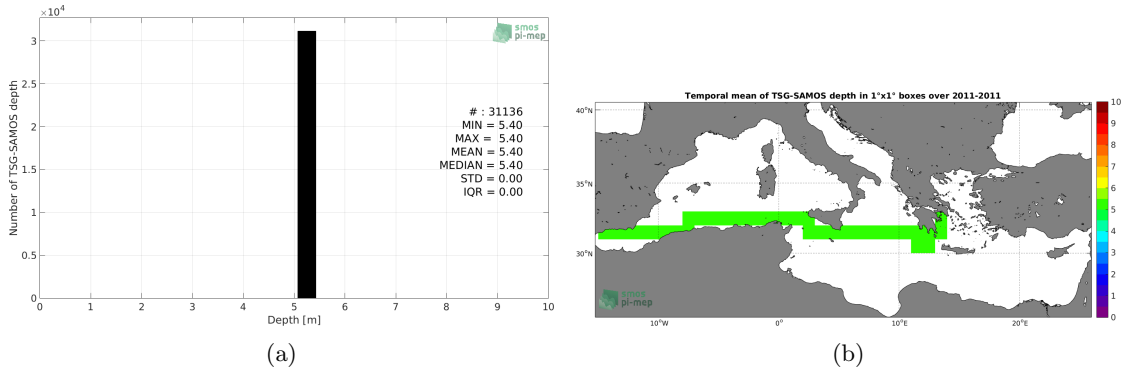 ×10⁴
3
2.5
2
1.5
1
0.5
0
Number of TSG-SAMOS depth
smos
pi-mep
# : 31136
MIN = 5.40
MAX = 5.40
MEAN = 5.40
MEDIAN = 5.40
STD = 0.00
IQR = 0.00
0 1 2 3 4 5 6 7 8 9 10
Depth [m]
(a)
Temporal mean of TSG-SAMOS depth in 1°x1° boxes over 2011-2011
40°N
35°N
30°N
10°W 0° 10°E 20°E
smos
pi-mep
10
9
8
7
6
5
4
3
2
1
0
(b)